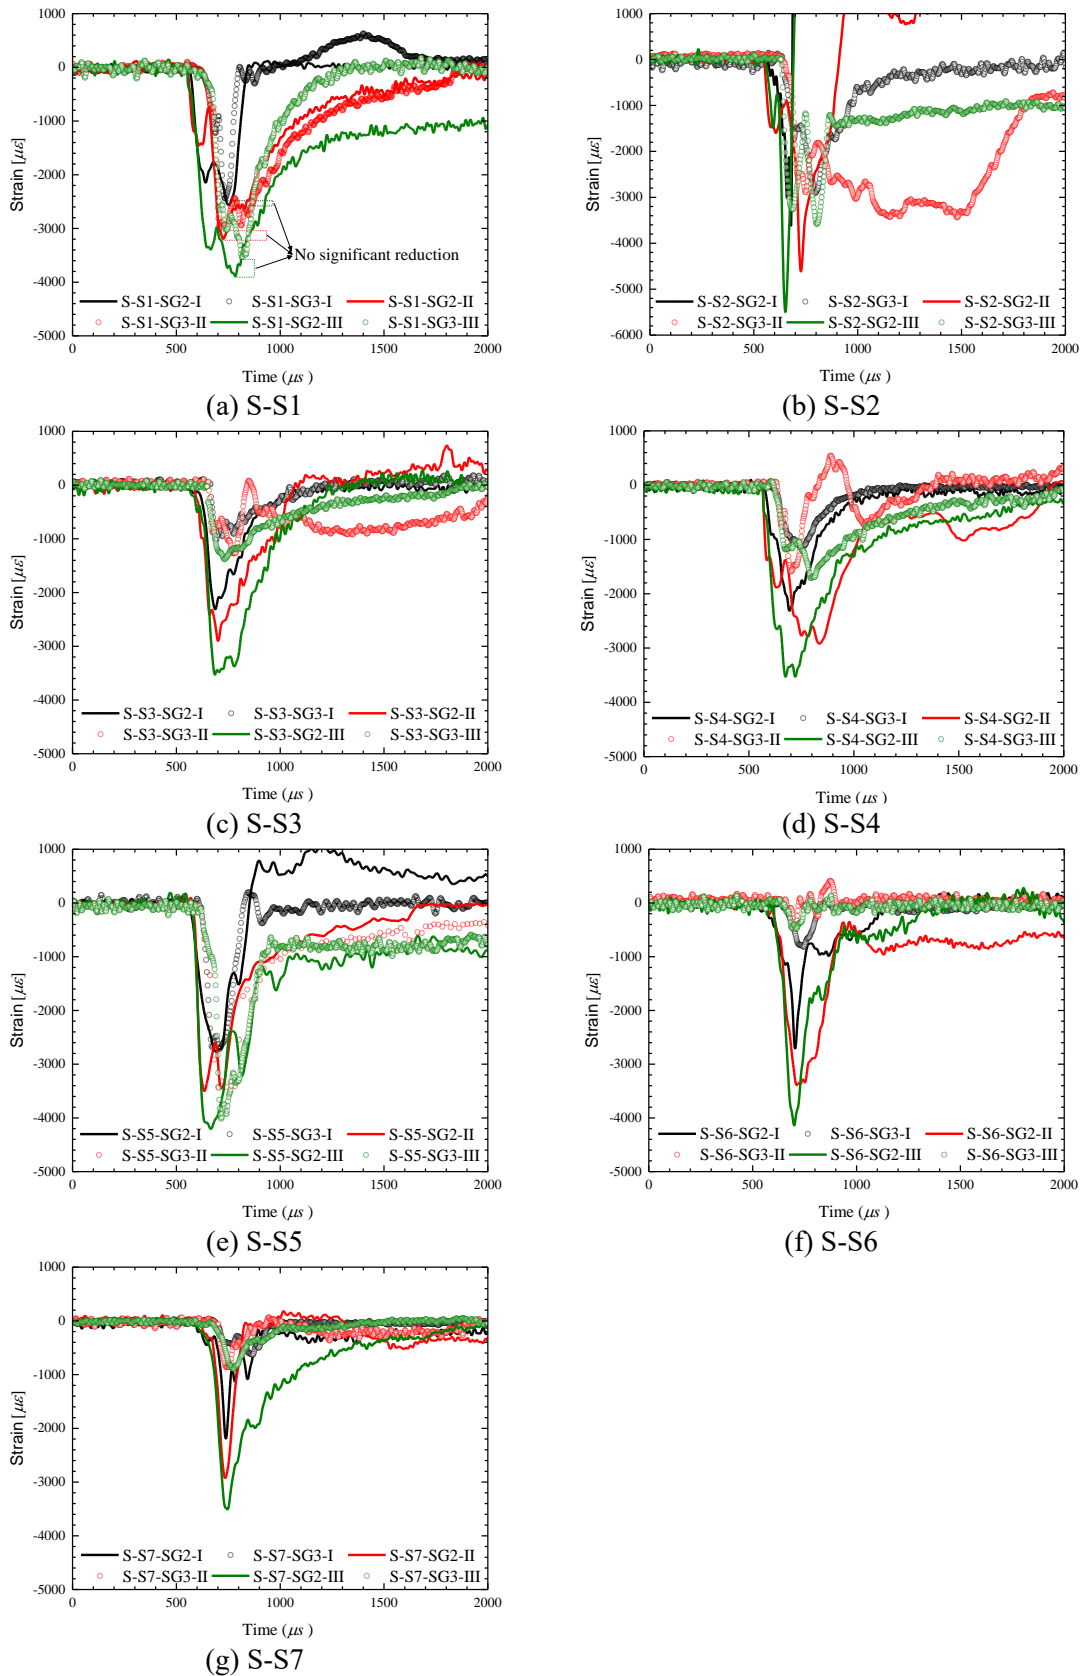 1000
0
-1000
-2000
-3000
-4000
-5000
0 500 1000 1500 2000
Strain [με]
Time (μs)
No significant reduction
S-S1-SG2-I S-S1-SG3-I S-S1-SG2-II
S-S1-SG3-II S-S1-SG2-III S-S1-SG3-III
(a) S-S1
1000
0
-1000
-2000
-3000
-4000
-5000
-6000
0 500 1000 1500 2000
Strain [με]
Time (μs)
S-S2-SG2-I S-S2-SG3-I S-S2-SG2-II
S-S2-SG3-II S-S2-SG2-III S-S2-SG3-III
(b) S-S2
1000
0
-1000
-2000
-3000
-4000
-5000
0 500 1000 1500 2000
Strain [με]
Time (μs)
S-S3-SG2-I S-S3-SG3-I S-S3-SG2-II
S-S3-SG3-II S-S3-SG2-III S-S3-SG3-III
(c) S-S3
1000
0
-1000
-2000
-3000
-4000
-5000
0 500 1000 1500 2000
Strain [με]
Time (μs)
S-S4-SG2-I S-S4-SG3-I S-S4-SG2-II
S-S4-SG3-II S-S4-SG2-III S-S4-SG3-III
(d) S-S4
1000
0
-1000
-2000
-3000
-4000
-5000
0 500 1000 1500 2000
Strain [με]
Time (μs)
S-S5-SG2-I S-S5-SG3-I S-S5-SG2-II
S-S5-SG3-II S-S5-SG2-III S-S5-SG3-III
(e) S-S5
1000
0
-1000
-2000
-3000
-4000
-5000
0 500 1000 1500 2000
Strain [με]
Time (μs)
S-S6-SG2-I S-S6-SG3-I S-S6-SG2-II
S-S6-SG3-II S-S6-SG2-III S-S6-SG3-III
(f) S-S6
1000
0
-1000
-2000
-3000
-4000
-5000
0 500 1000 1500 2000
Strain [με]
Time (μs)
S-S7-SG2-I S-S7-SG3-I S-S7-SG2-II
S-S7-SG3-II S-S7-SG2-III S-S7-SG3-III
(g) S-S7